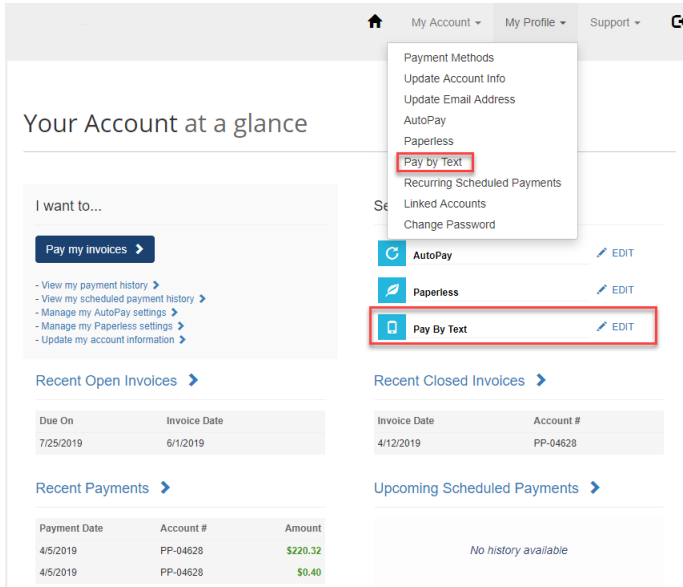 My Account My Profile Support
Payment Methods
Update Account Info
Update Email Address
AutoPay
Paperless
Pay by Text
Recurring Scheduled Payments
Linked Accounts
Change Password
Your Account at a glance
I want to...
Pay my invoices
- View my payment history
- View my scheduled payment history
- Manage my AutoPay settings
- Manage my Paperless settings
- Update my account information
Se
AutoPay EDIT
Paperless EDIT
Pay By Text EDIT
Recent Open Invoices
Due On Invoice Date
7/25/2019 6/1/2019
Recent Closed Invoices
Invoice Date Account #
4/12/2019 PP-04628
Recent Payments
Payment Date Account # Amount
4/5/2019 PP-04628 $220.32
4/5/2019 PP-04628 $0.40
Upcoming Scheduled Payments
No history available